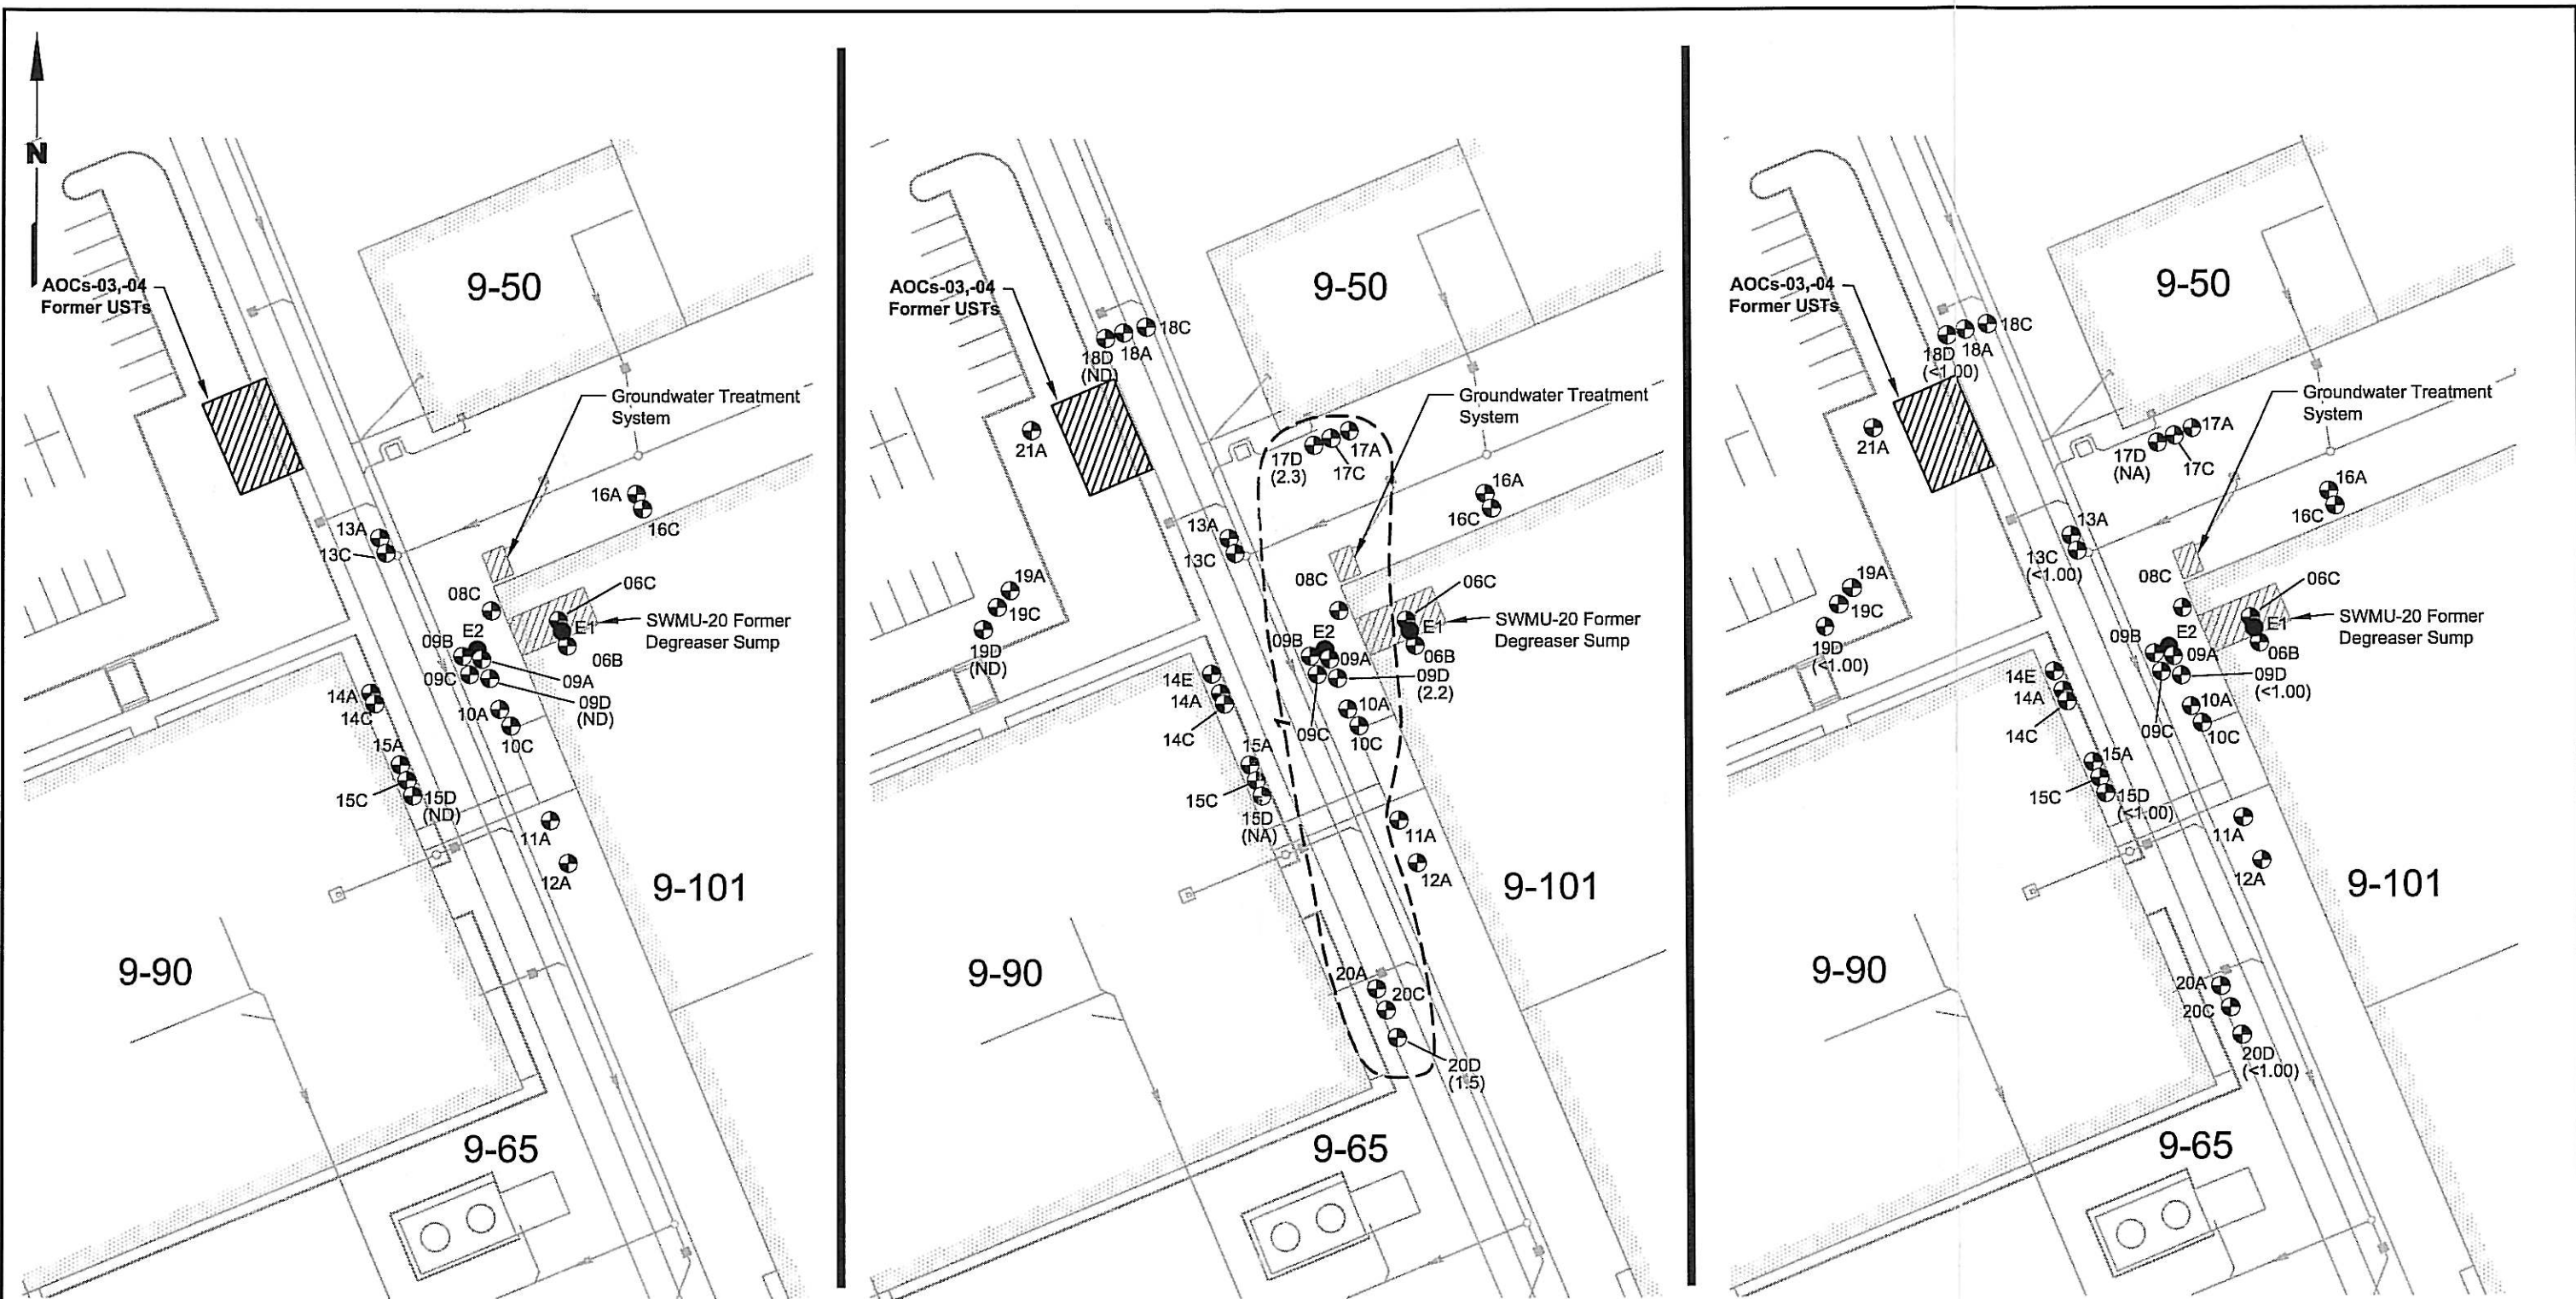 N
AOCs-03,-04
Former USTs
9-50
Groundwater Treatment
System
16A
16C
13A
13C
08C
06C
SWMU-20 Former
Degreaser Sump
E1
E2
09B
06B
09A
09C
09D
(ND)
14A
14C
10A
10C
15A
15C
15D
(ND)
11A
12A
9-101
9-90
9-65
AOCs-03,-04
Former USTs
9-50
18C
18D
(ND)
18A
Groundwater Treatment
System
21A
17A
17D
(2.3)
17C
16A
16C
13A
13C
19A
19C
19D
(ND)
08C
06C
SWMU-20 Former
Degreaser Sump
E1
E2
09B
06B
09A
09D
(2.2)
09C
14E
14A
14C
10A
10C
1
15A
15C
15D
(NA)
11A
12A
9-101
9-90
20A
20C
20D
(1.5)
9-65
AOCs-03,-04
Former USTs
9-50
18C
18D
(<1.00)
18A
Groundwater Treatment
System
21A
17A
17D
(NA)
17C
16A
16C
13A
13C
(<1.00)
19A
19C
19D
(<1.00)
08C
06C
SWMU-20 Former
Degreaser Sump
E1
E2
09B
06B
09A
09D
(<1.00)
09C
14E
14A
14C
10A
10C
15A
15C
15D
(<1.00)
11A
12A
9-101
9-90
20A
20C
20D
(<1.00)
9-65